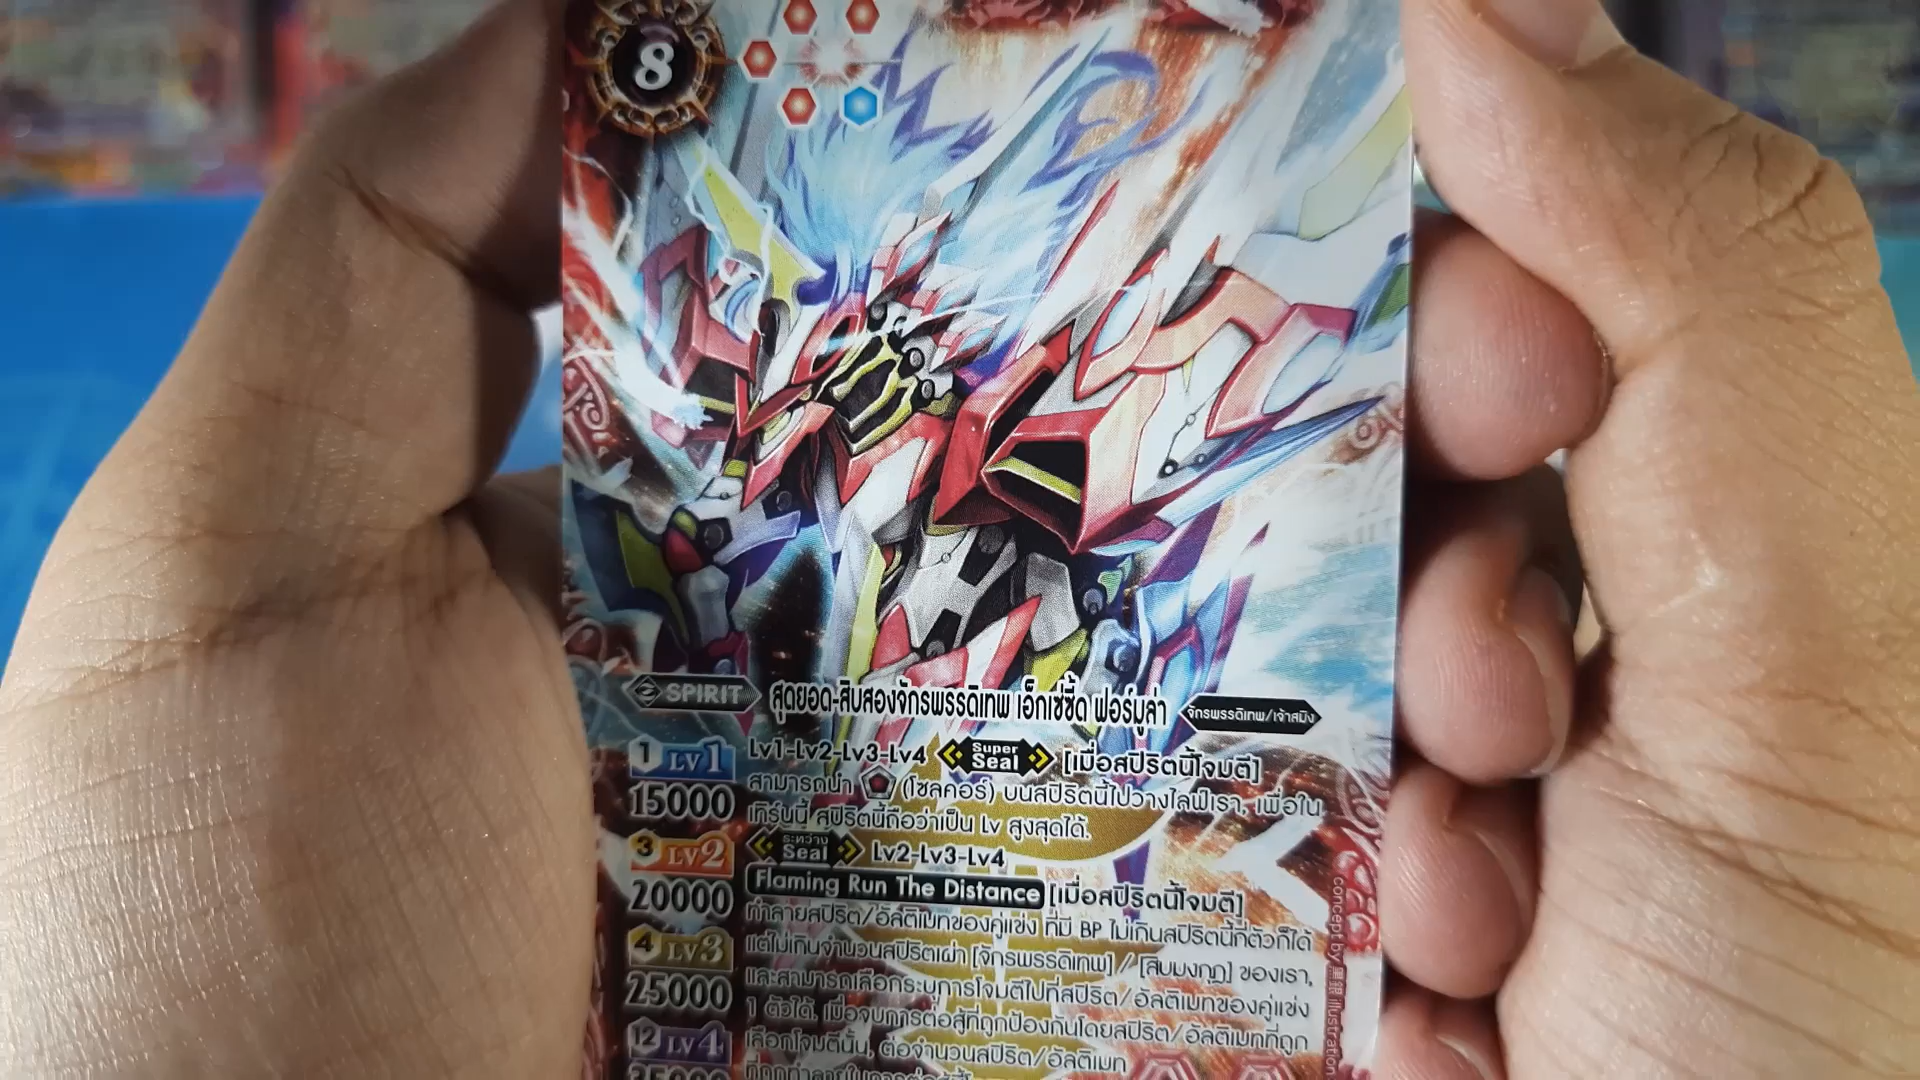 8
SPIRIT สุดยอด-สิบสองจักรพรรดิเทพ เอ็กเซ่ซี้ด ฟอร์มูล่า จักรพรรดิเทพ/เจ้าสมิง
1 LV1 15000
3 LV2 20000
4 LV3 25000
12 LV4
Lv1-Lv2-Lv3-Lv4 Super Seal [เมื่อสปิริตนี้โจมตี]
สามารถนำ (โซลคอร์) บนสปิริตนี้ไปวางไลฟ์เรา, เพื่อใน
เทิร์นนี้ สปิริตนี้ถือว่าเป็น Lv สูงสุดได้.
ระหว่าง Seal Lv2-Lv3-Lv4
Flaming Run The Distance [เมื่อสปิริตนี้โจมตี]
ทำลายสปิริต/อัลติเมทของคู่แข่ง ที่มี BP ไม่เกินสปิริตนี้กี่ตัวก็ได้
แต่ไม่เกินจำนวนสปิริตเผ่า [จักรพรรดิเทพ] / [สิบมงกุฎ] ของเรา,
และสามารถเลือกระบุการโจมตีไปที่สปิริต/อัลติเมทของคู่แข่ง
1 ตัวได้, เมื่อจบการต่อสู้ที่ถูกป้องกันโดยสปิริต/อัลติเมทที่ถูก
เลือกโจมตีนั้น, ต่อจำนวนสปิริต/อัลติเมท
concept by 黒銀 illustration